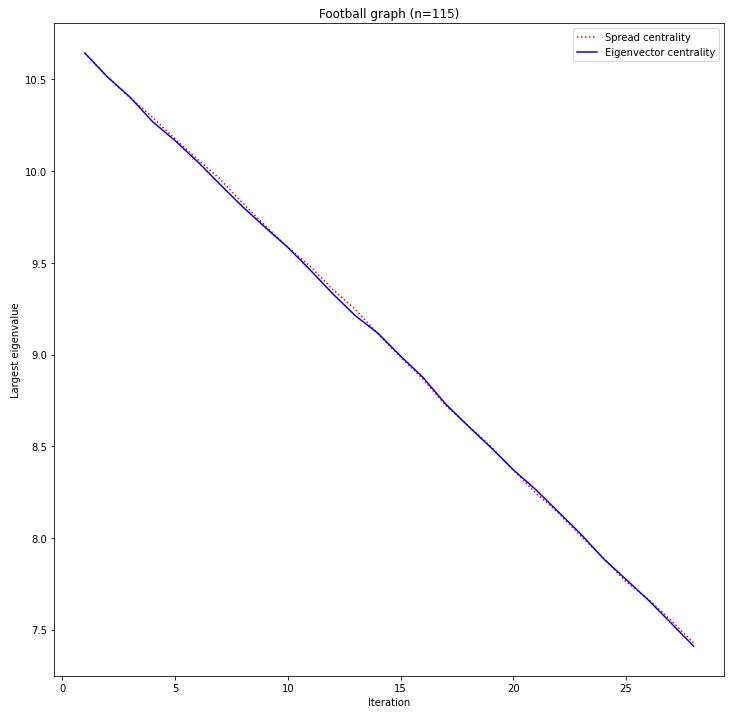 Football graph (n=115)
Spread centrality
Eigenvector centrality
Largest eigenvalue
10.5
10.0
9.5
9.0
8.5
8.0
7.5
0 5 10 15 20 25
Iteration